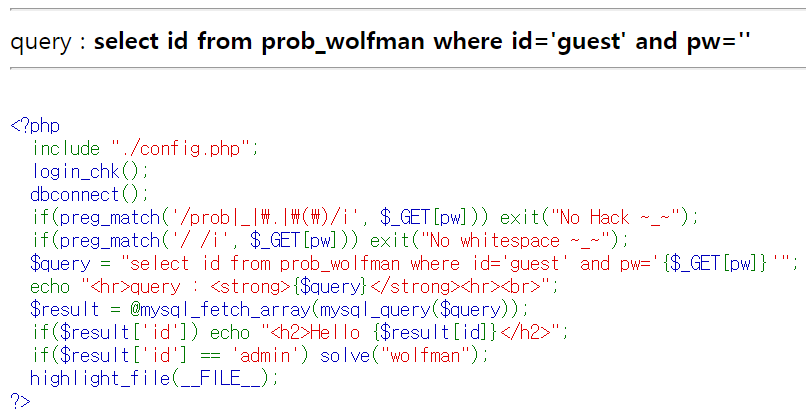 query : select id from prob_wolfman where id='guest' and pw=''
<?php
include "./config.php";
login_chk();
dbconnect();
if(preg_match('/prob|_|₩.|₩(₩)/i', $_GET[pw])) exit("No Hack ~_~");
if(preg_match('/ /i', $_GET[pw])) exit("No whitespace ~_~");
$query = "select id from prob_wolfman where id='guest' and pw='{$_GET[pw]}'";
echo "<hr>query : <strong>{$query}</strong><hr><br>";
$result = @mysql_fetch_array(mysql_query($query));
if($result['id']) echo "<h2>Hello {$result[id]}</h2>";
if($result['id'] == 'admin') solve("wolfman");
highlight_file(__FILE__);
?>